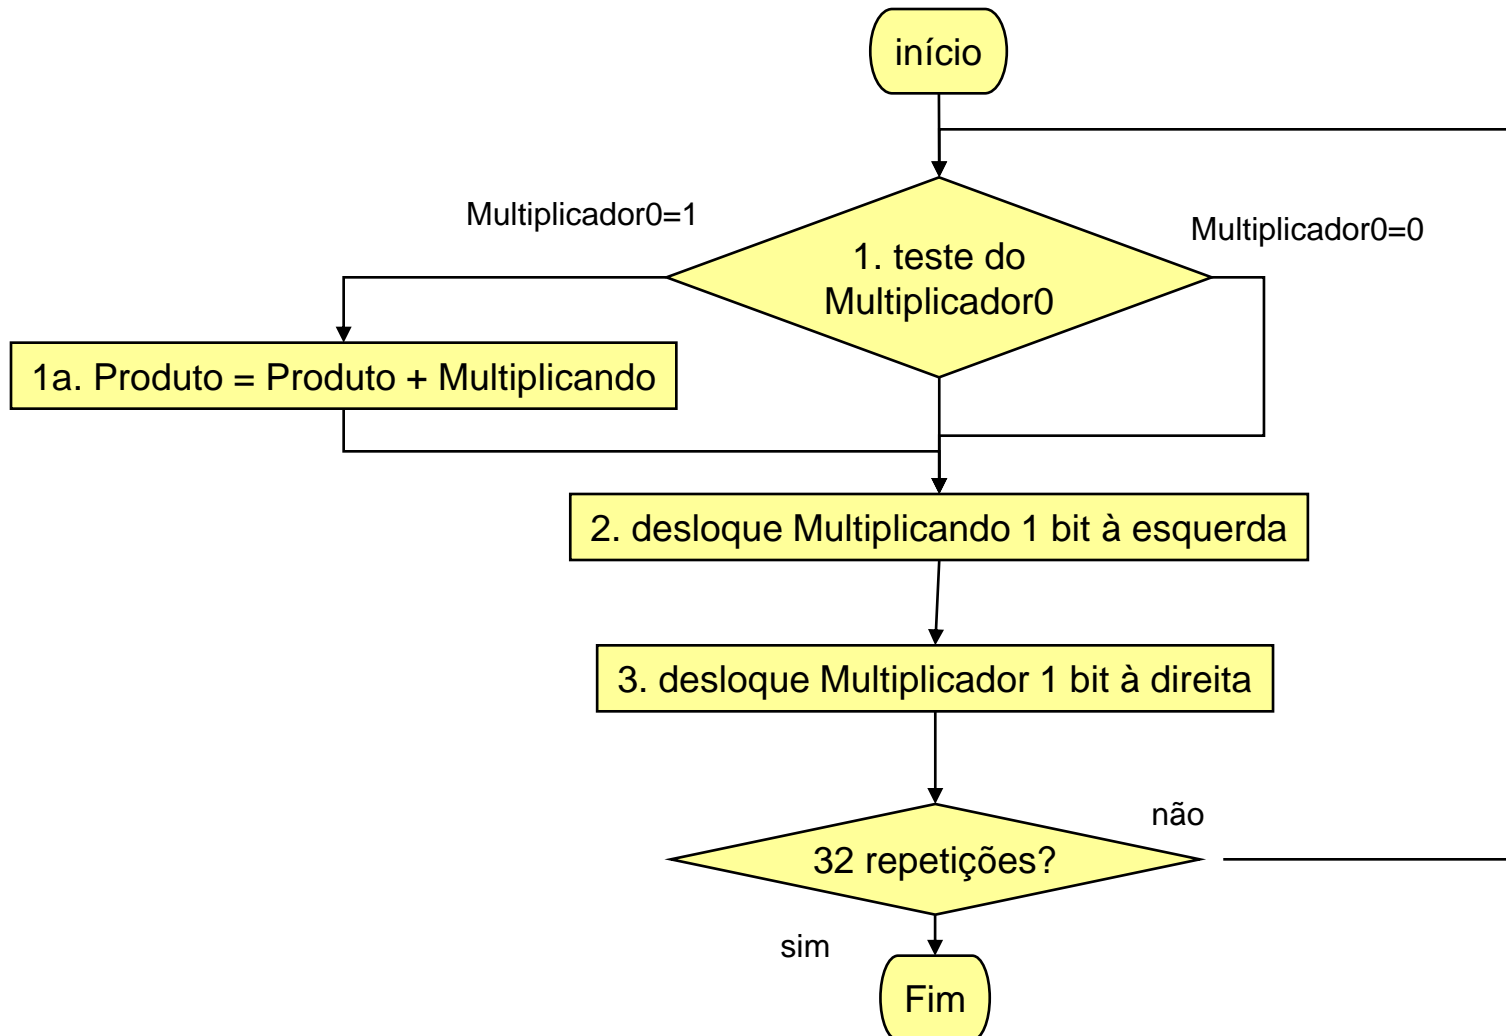 início
Multiplicador0=1
Multiplicador0=0
1. teste do
Multiplicador0
1a. Produto = Produto + Multiplicando
2. desloque Multiplicando 1 bit à esquerda
3. desloque Multiplicador 1 bit à direita
não
32 repetições?
sim
Fim